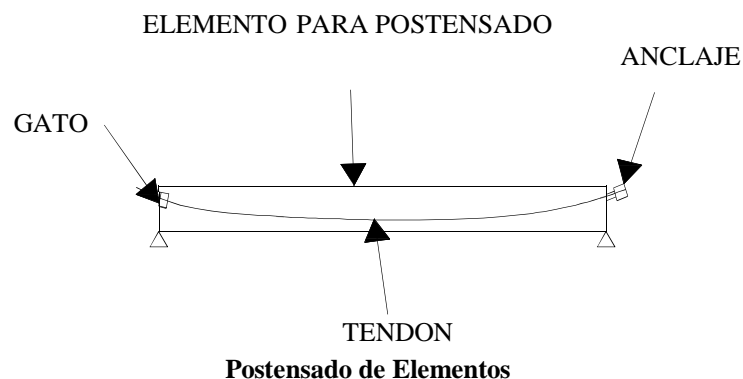 ELEMENTO PARA POSTENSADO
ANCLAJE
GATO
TENDON
Postensado de Elementos